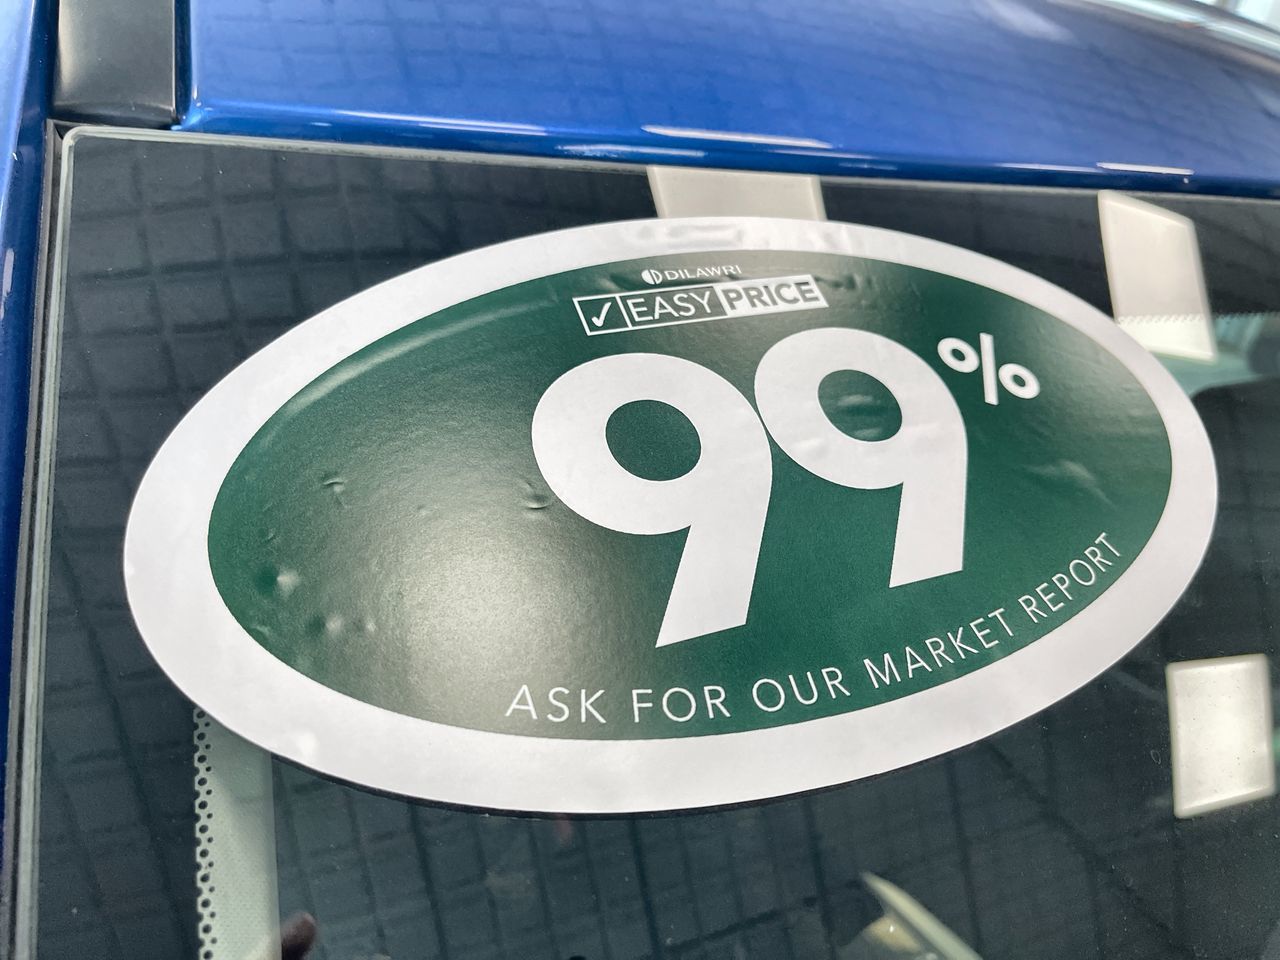 DILAWRI
✓ EASY PRICE
99%
ASK FOR OUR MARKET REPORT